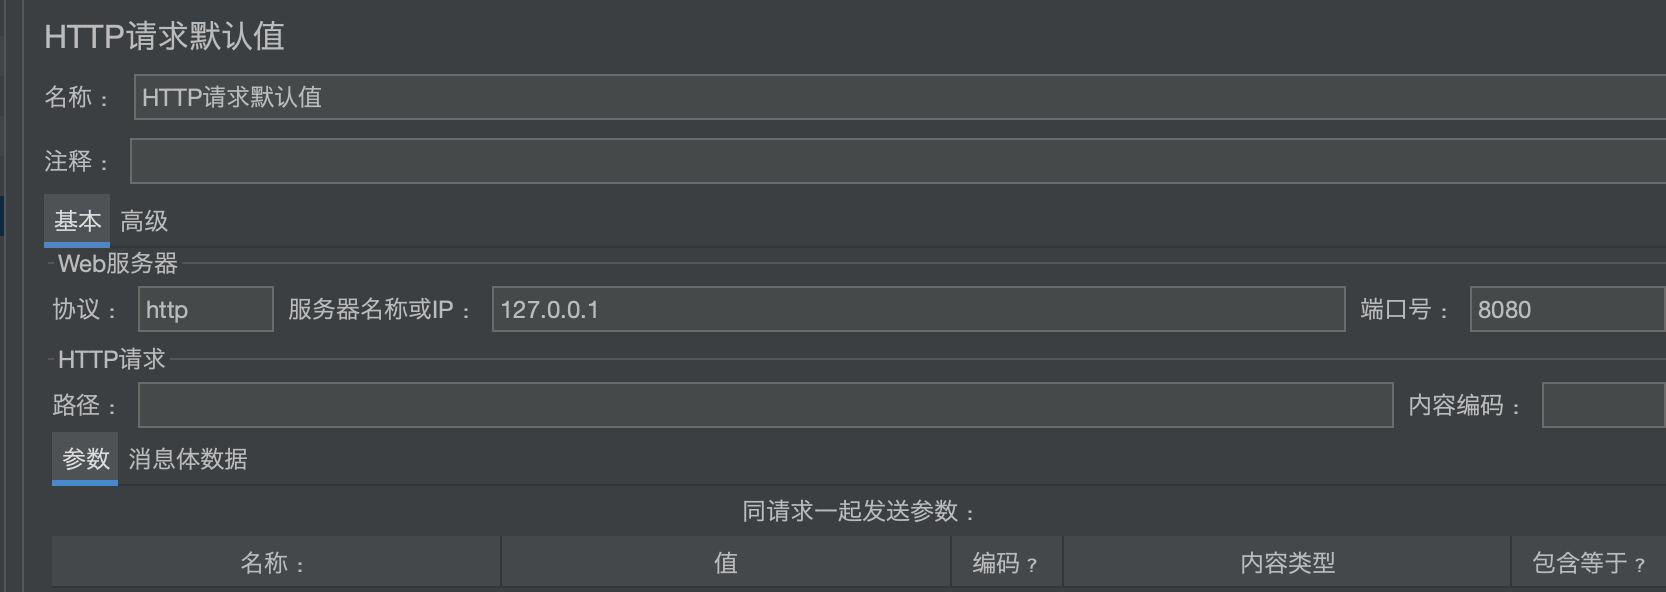 HTTP请求默认值
名称： HTTP请求默认值
注释：
基本 高级
Web服务器
协议： http 服务器名称或IP： 127.0.0.1 端口号： 8080
HTTP请求
路径： 内容编码：
参数 消息体数据
同请求一起发送参数：
名称： 值 编码？ 内容类型 包含等于？